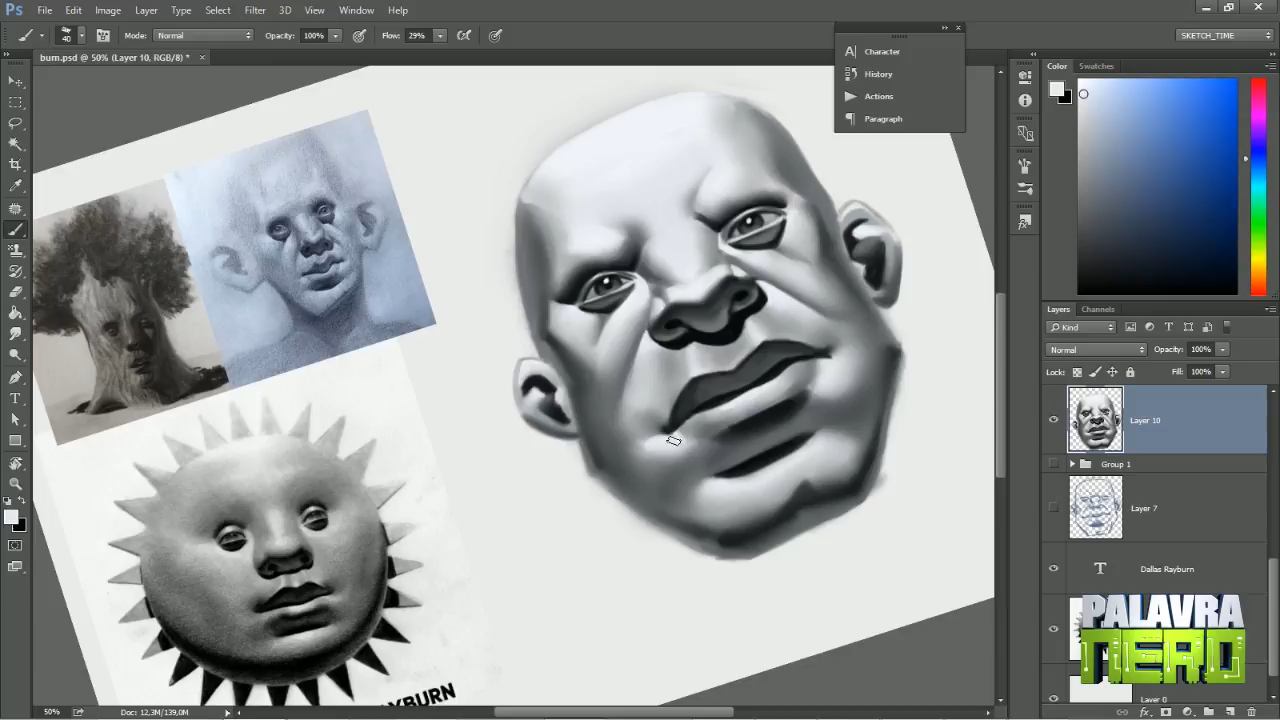 Ps File Edit Image Layer Type Select Filter 3D View Window Help
40 Mode: Normal Opacity: 100% Flow: 29% SKETCH_TIME
burn.psd @ 50% (Layer 10, RGB/8) *
Character
History
Actions
Paragraph
Color Swatches
Layers Channels
Kind
Normal Opacity: 100%
Lock: Fill: 100%
Layer 10
Group 1
Layer 7
T Dallas Rayburn
PALAVRA
NERD
Layer 0
AYBURN
50% Doc: 12,3M/139,0M